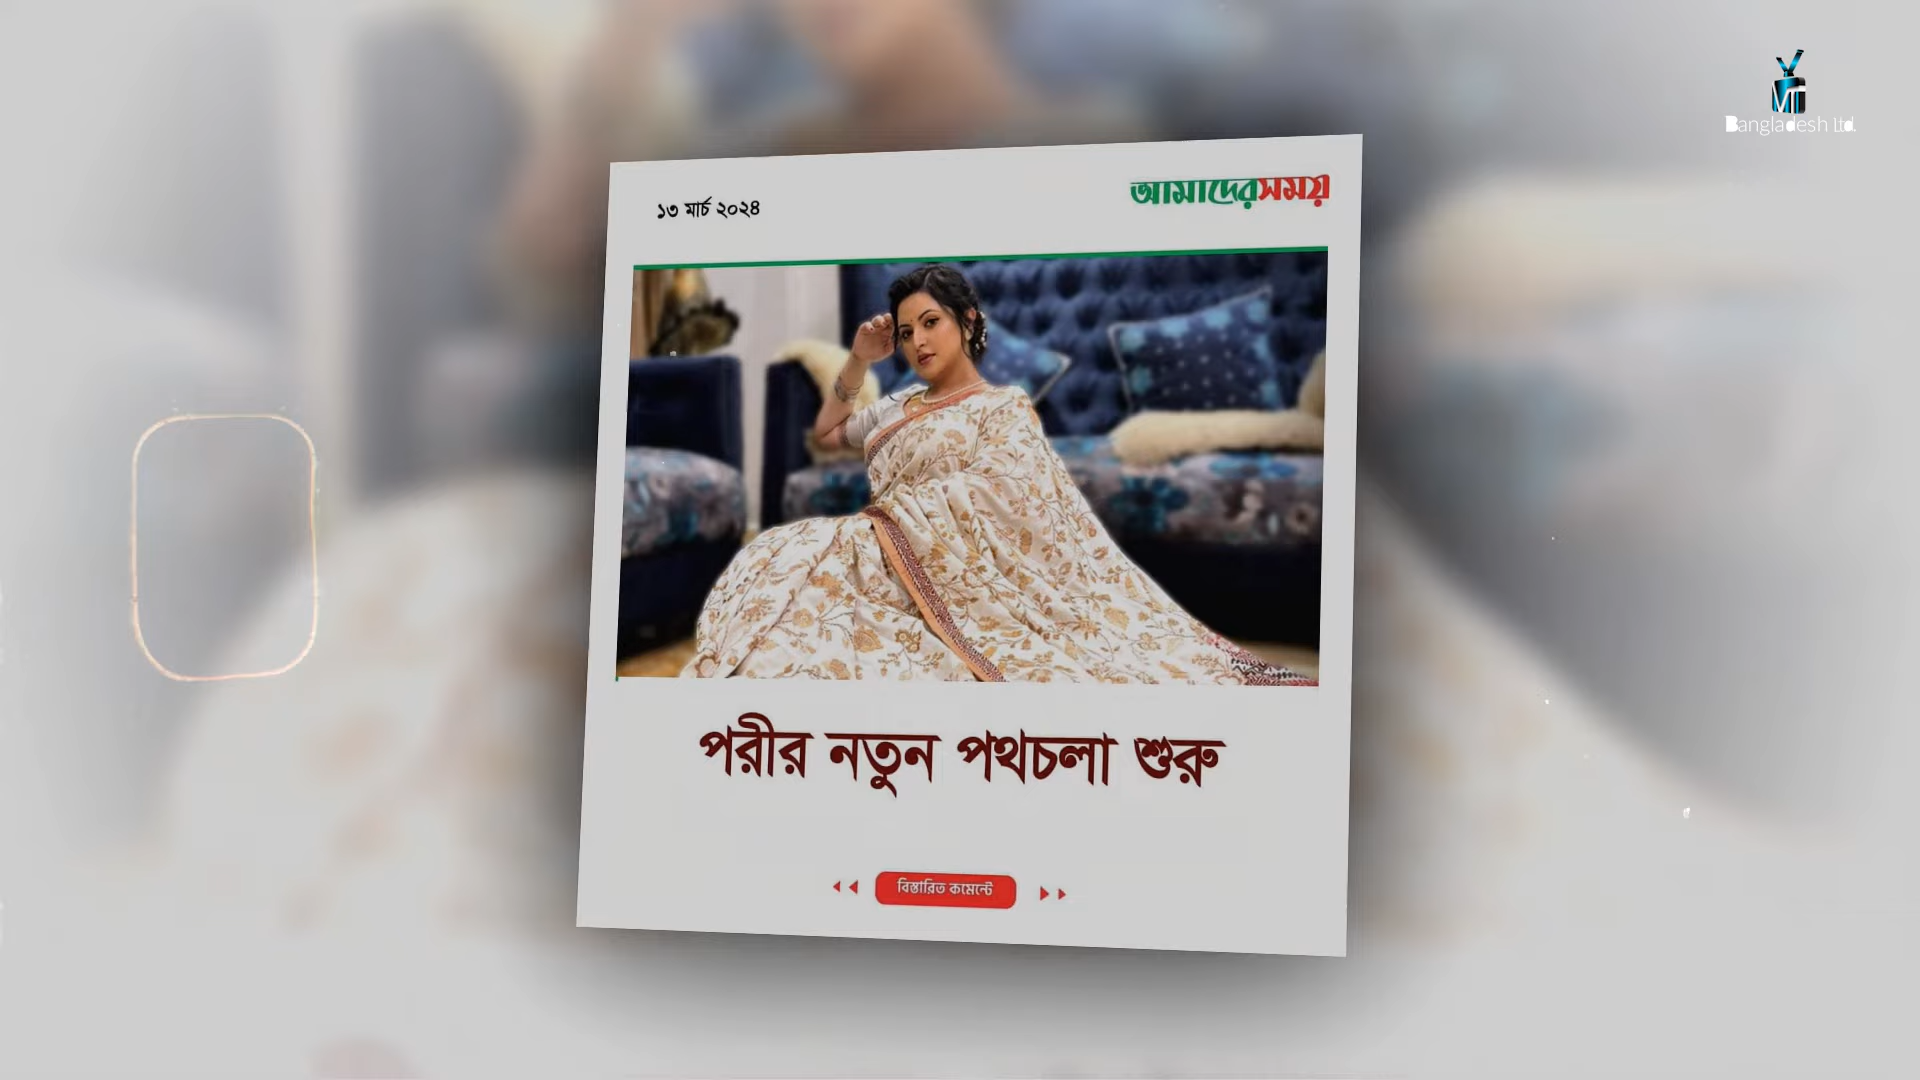 Bangladesh Ltd.
১৩ মার্চ ২০২৪
আমাদেরসময়
পরীর নতুন পথচলা শুরু
বিস্তারিত কমেন্টে